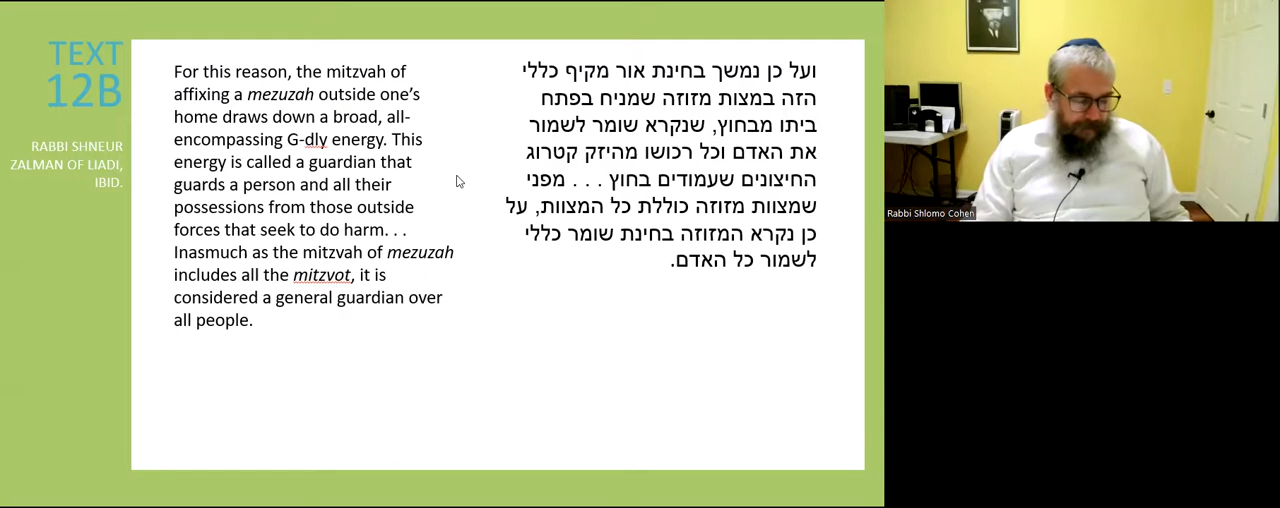 TEXT
12B
RABBI SHNEUR
ZALMAN OF LIADI,
IBID.
For this reason, the mitzvah of
affixing a mezuzah outside one's
home draws down a broad, all-
encompassing G-dly energy. This
energy is called a guardian that
guards a person and all their
possessions from those outside
forces that seek to do harm. . .
Inasmuch as the mitzvah of mezuzah
includes all the mitzvot, it is
considered a general guardian over
all people.
ועל כן נמשך בחינת אור מקיף כללי
הזה במצות מזוזה שמניח בפתח
ביתו מבחוץ, שנקרא שומר לשמור
את האדם וכל רכושו מהיזק קטרוג
החיצונים שעומדים בחוץ . . . מפני
שמצוות מזוזה כוללת כל המצוות, על
כן נקרא המזוזה בחינת שומר כללי
לשמור כל האדם.
Rabbi Shlomo Cohen